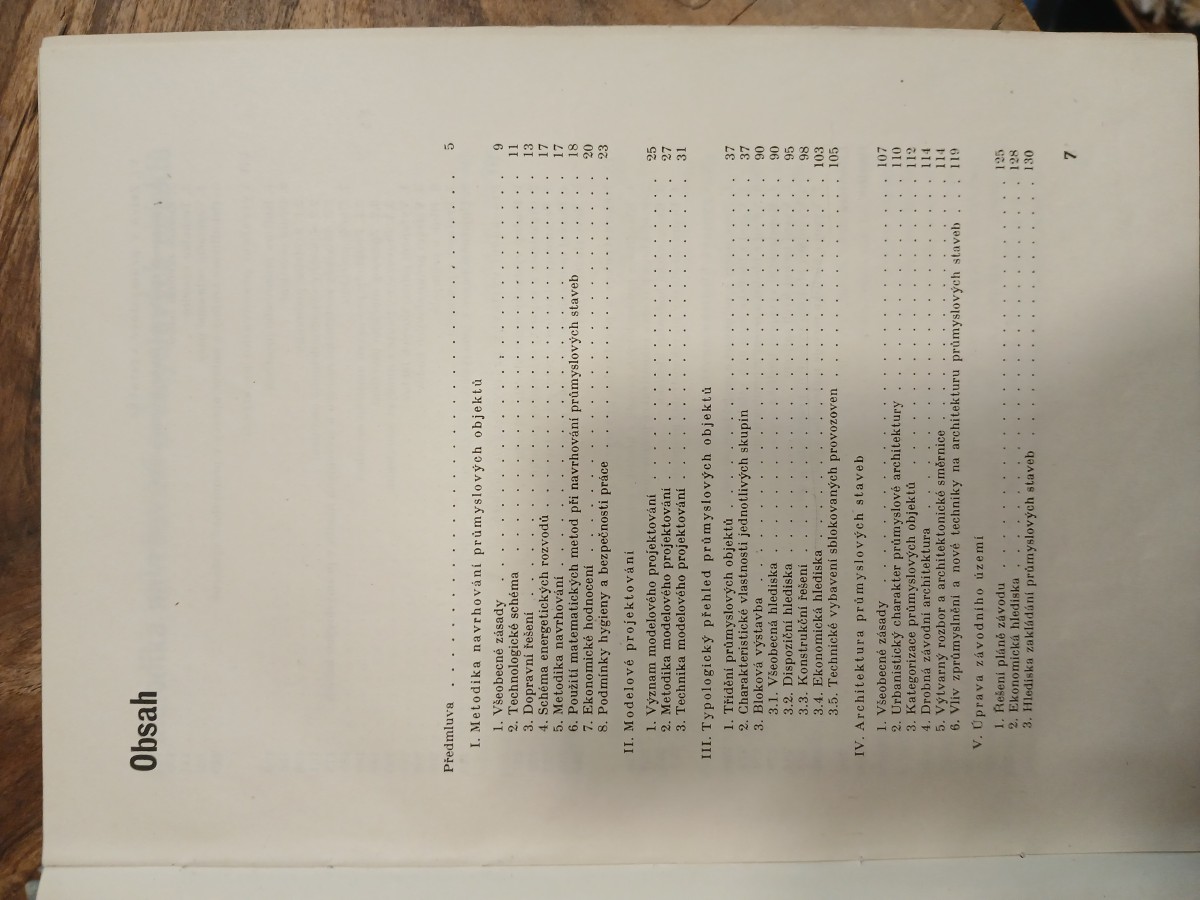 Obsah
Předmluva . . . . . . . . . . . . . . . . . . . . . . . . . . . . . . 5
I. Metodika navrhování průmyslových objektů
1. Všeobecné zásady . . . . . . . . . . . . . . . . . . . . . . . . 9
2. Technologické schéma . . . . . . . . . . . . . . . . . . . . . . 11
3. Dopravní řešení . . . . . . . . . . . . . . . . . . . . . . . . 13
4. Schéma energetických rozvodů . . . . . . . . . . . . . . . . . . 17
5. Metodika navrhování . . . . . . . . . . . . . . . . . . . . . . 17
6. Použití matematických metod při navrhování průmyslových staveb . . . . 18
7. Ekonomické hodnocení . . . . . . . . . . . . . . . . . . . . . . 20
8. Podmínky hygieny a bezpečnosti práce . . . . . . . . . . . . . . 23
II. Modelové projektování
1. Význam modelového projektování . . . . . . . . . . . . . . . . . 25
2. Metodika modelového projektování . . . . . . . . . . . . . . . . 27
3. Technika modelového projektování . . . . . . . . . . . . . . . . 31
III. Typologický přehled průmyslových objektů
1. Třídění průmyslových objektů . . . . . . . . . . . . . . . . . . 37
2. Charakteristické vlastnosti jednotlivých skupin . . . . . . . . . 37
3. Bloková výstavba . . . . . . . . . . . . . . . . . . . . . . . . 90
3.1. Všeobecná hlediska . . . . . . . . . . . . . . . . . . . . . . 90
3.2. Dispoziční hlediska . . . . . . . . . . . . . . . . . . . . . 95
3.3. Konstrukční řešení . . . . . . . . . . . . . . . . . . . . . . 98
3.4. Ekonomická hlediska . . . . . . . . . . . . . . . . . . . . . 103
3.5. Technické vybavení sblokovaných provozoven . . . . . . . . . . 105
IV. Architektura průmyslových staveb
1. Všeobecné zásady . . . . . . . . . . . . . . . . . . . . . . . . 107
2. Urbanistický charakter průmyslové architektury . . . . . . . . . 110
3. Kategorizace průmyslových objektů . . . . . . . . . . . . . . . 112
4. Drobná závodní architektura . . . . . . . . . . . . . . . . . . 114
5. Výtvarný rozbor a architektonické směrnice . . . . . . . . . . . 114
6. Vliv zprůmyslnění a nové techniky na architekturu průmyslových staveb . . . 119
V. Úprava závodního území
1. Řešení pláně závodu . . . . . . . . . . . . . . . . . . . . . . 125
2. Ekonomická hlediska . . . . . . . . . . . . . . . . . . . . . . 128
3. Hlediska zakládání průmyslových staveb . . . . . . . . . . . . . 130
7